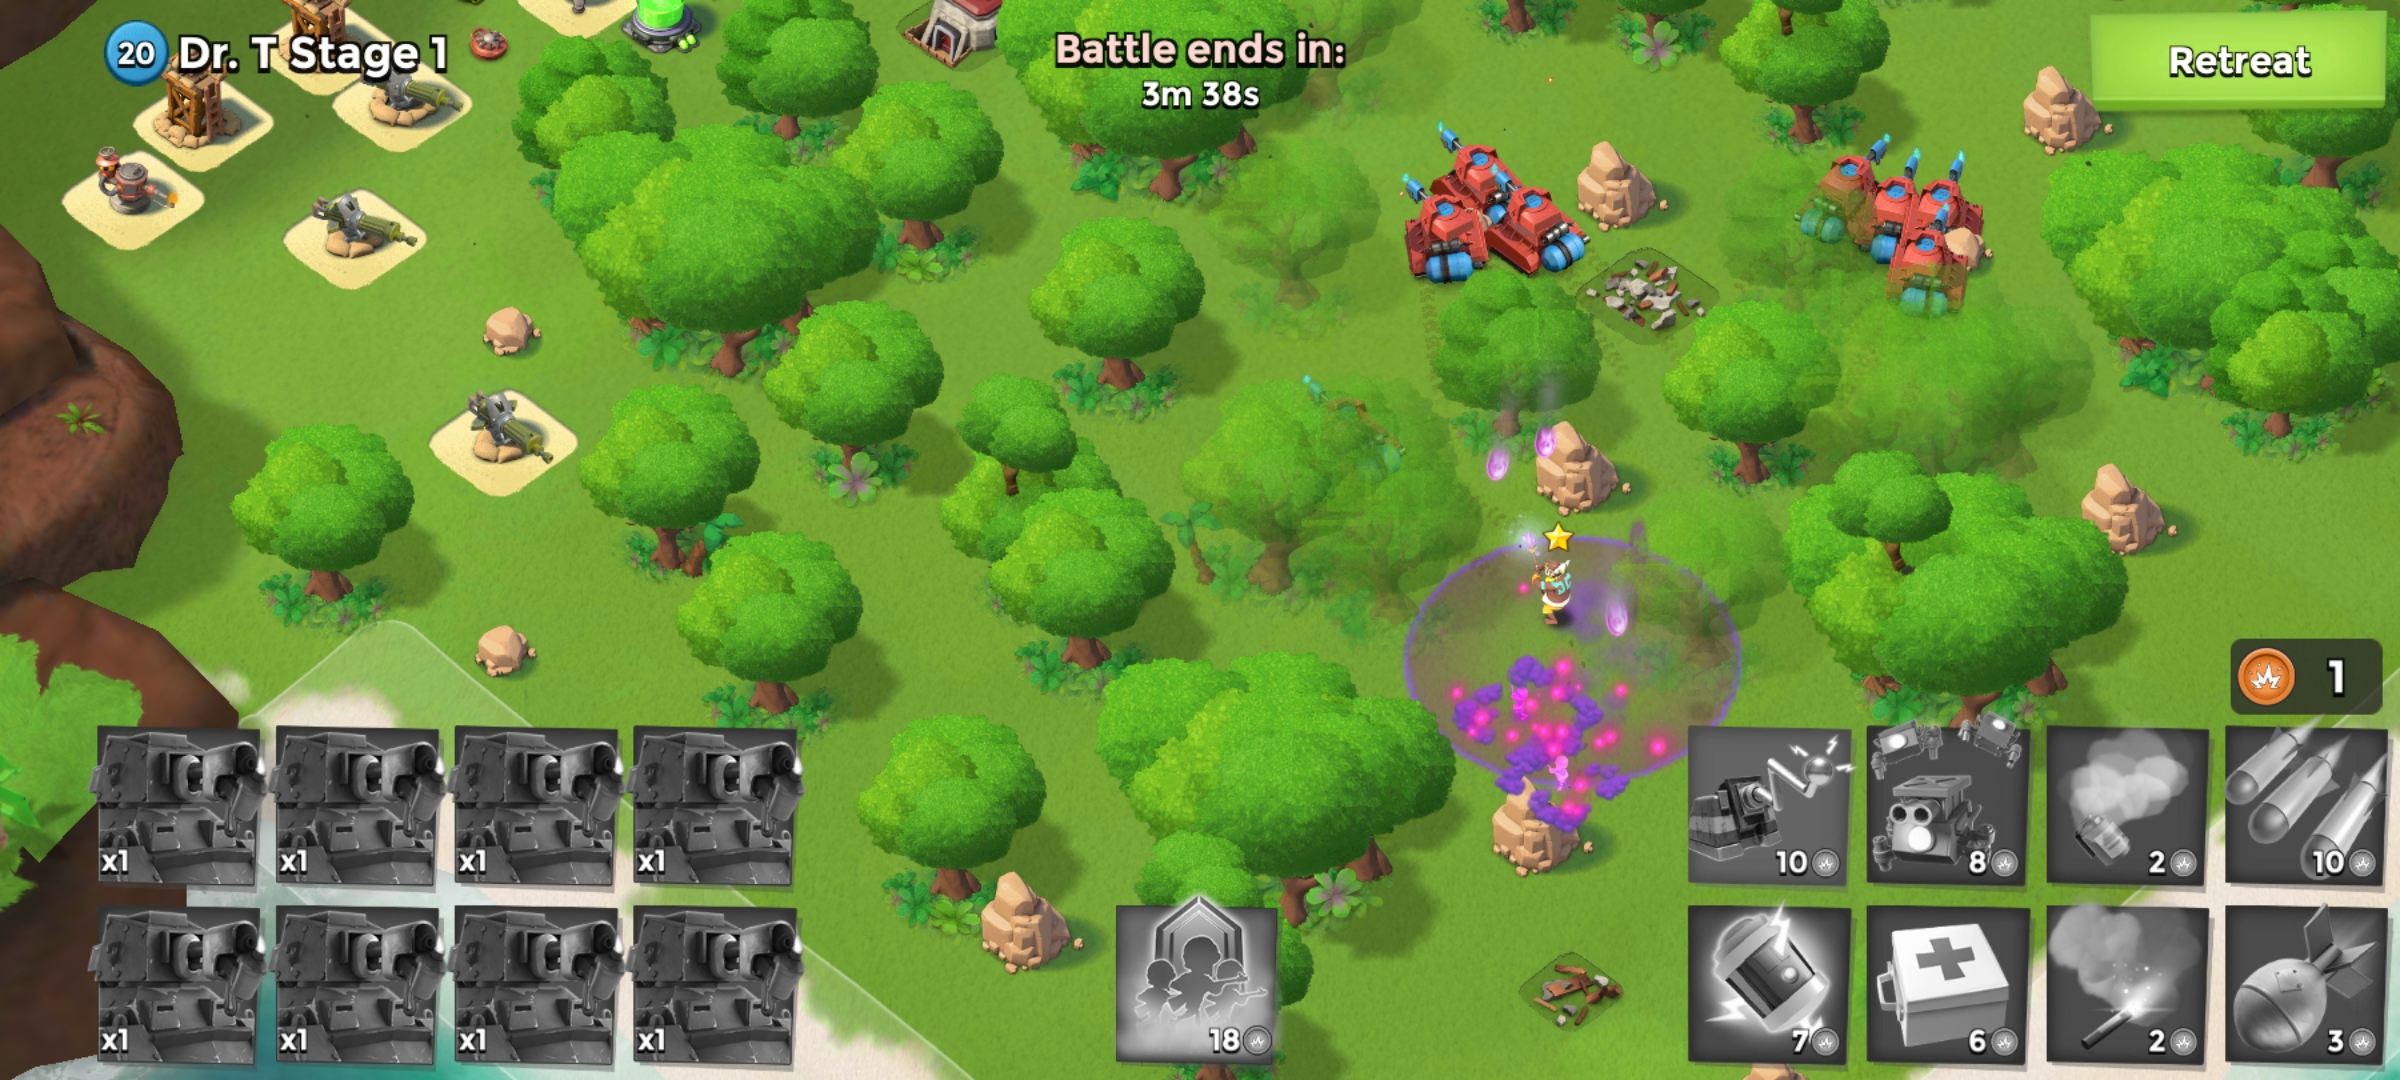 20 Dr. T Stage 1
Battle ends in:
3m 38s
Retreat
1
x1 x1 x1 x1
10 8 2 10
x1 x1 x1 x1
18
7 6 2 3